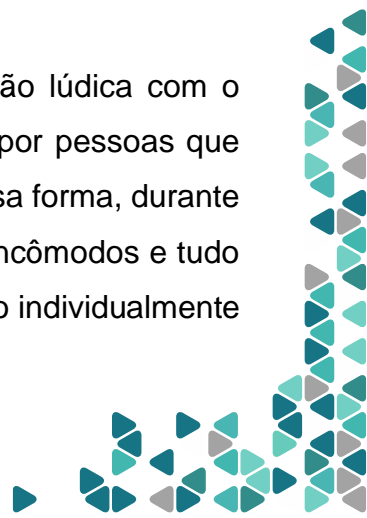 ão lúdica com o
por pessoas que
sa forma, durante
ncômodos e tudo
o individualmente